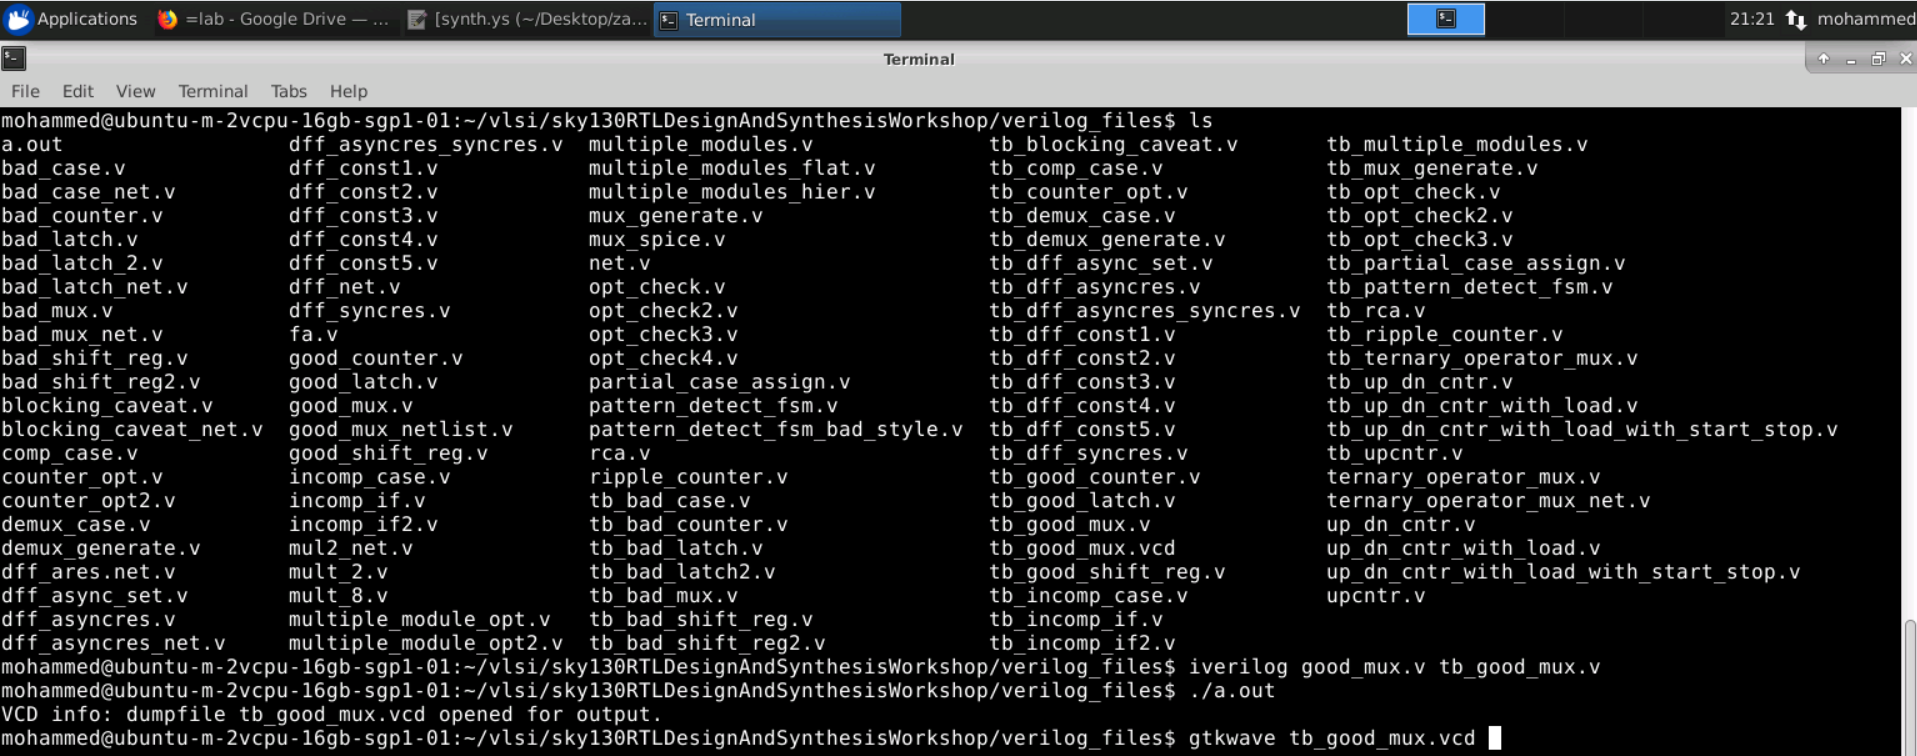 Applications =lab - Google Drive — ... [synth.ys (~/Desktop/za... Terminal 21:21 mohammed
Terminal
File Edit View Terminal Tabs Help
mohammed@ubuntu-m-2vcpu-16gb-sgp1-01:~/vlsi/sky130RTLDesignAndSynthesisWorkshop/verilog_files$ ls
a.out dff_asyncres_syncres.v multiple_modules.v tb_blocking_caveat.v tb_multiple_modules.v
bad_case.v dff_const1.v multiple_modules_flat.v tb_comp_case.v tb_mux_generate.v
bad_case_net.v dff_const2.v multiple_modules_hier.v tb_counter_opt.v tb_opt_check.v
bad_counter.v dff_const3.v mux_generate.v tb_demux_case.v tb_opt_check2.v
bad_latch.v dff_const4.v mux_spice.v tb_demux_generate.v tb_opt_check3.v
bad_latch_2.v dff_const5.v net.v tb_dff_async_set.v tb_partial_case_assign.v
bad_latch_net.v dff_net.v opt_check.v tb_dff_asyncres.v tb_pattern_detect_fsm.v
bad_mux.v dff_syncres.v opt_check2.v tb_dff_asyncres_syncres.v tb_rca.v
bad_mux_net.v fa.v opt_check3.v tb_dff_const1.v tb_ripple_counter.v
bad_shift_reg.v good_counter.v opt_check4.v tb_dff_const2.v tb_ternary_operator_mux.v
bad_shift_reg2.v good_latch.v partial_case_assign.v tb_dff_const3.v tb_up_dn_cntr.v
blocking_caveat.v good_mux.v pattern_detect_fsm.v tb_dff_const4.v tb_up_dn_cntr_with_load.v
blocking_caveat_net.v good_mux_netlist.v pattern_detect_fsm_bad_style.v tb_dff_const5.v tb_up_dn_cntr_with_load_with_start_stop.v
comp_case.v good_shift_reg.v rca.v tb_dff_syncres.v tb_upcntr.v
counter_opt.v incomp_case.v ripple_counter.v tb_good_counter.v ternary_operator_mux.v
counter_opt2.v incomp_if.v tb_bad_case.v tb_good_latch.v ternary_operator_mux_net.v
demux_case.v incomp_if2.v tb_bad_counter.v tb_good_mux.v up_dn_cntr.v
demux_generate.v mul2_net.v tb_bad_latch.v tb_good_mux.vcd up_dn_cntr_with_load.v
dff_ares.net.v mult_2.v tb_bad_latch2.v tb_good_shift_reg.v up_dn_cntr_with_load_with_start_stop.v
dff_async_set.v mult_8.v tb_bad_mux.v tb_incomp_case.v upcntr.v
dff_asyncres.v multiple_module_opt.v tb_bad_shift_reg.v tb_incomp_if.v
dff_asyncres_net.v multiple_module_opt2.v tb_bad_shift_reg2.v tb_incomp_if2.v
mohammed@ubuntu-m-2vcpu-16gb-sgp1-01:~/vlsi/sky130RTLDesignAndSynthesisWorkshop/verilog_files$ iverilog good_mux.v tb_good_mux.v
mohammed@ubuntu-m-2vcpu-16gb-sgp1-01:~/vlsi/sky130RTLDesignAndSynthesisWorkshop/verilog_files$ ./a.out
VCD info: dumpfile tb_good_mux.vcd opened for output.
mohammed@ubuntu-m-2vcpu-16gb-sgp1-01:~/vlsi/sky130RTLDesignAndSynthesisWorkshop/verilog_files$ gtkwave tb_good_mux.vcd